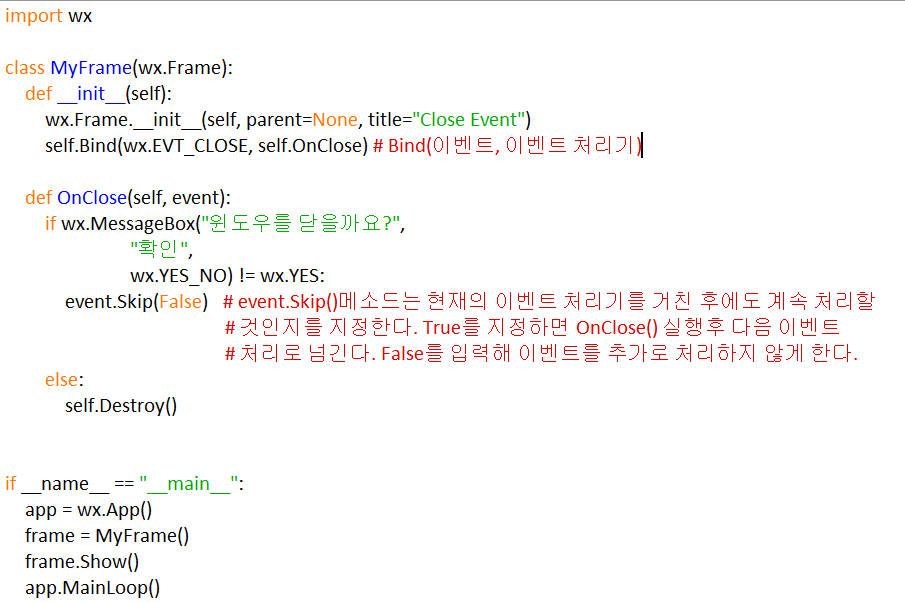 import wx
class MyFrame(wx.Frame):
def __init__(self):
wx.Frame.__init__(self, parent=None, title="Close Event")
self.Bind(wx.EVT_CLOSE, self.OnClose) # Bind(이벤트, 이벤트 처리기)
def OnClose(self, event):
if wx.MessageBox("윈도우를 닫을까요?",
"확인",
wx.YES_NO) != wx.YES:
event.Skip(False) # event.Skip()메소드는 현재의 이벤트 처리기를 거친 후에도 계속 처리할
# 것인지를 지정한다. True를 지정하면 OnClose() 실행후 다음 이벤트
# 처리로 넘긴다. False를 입력해 이벤트를 추가로 처리하지 않게 한다.
else:
self.Destroy()
if __name__ == "__main__":
app = wx.App()
frame = MyFrame()
frame.Show()
app.MainLoop()